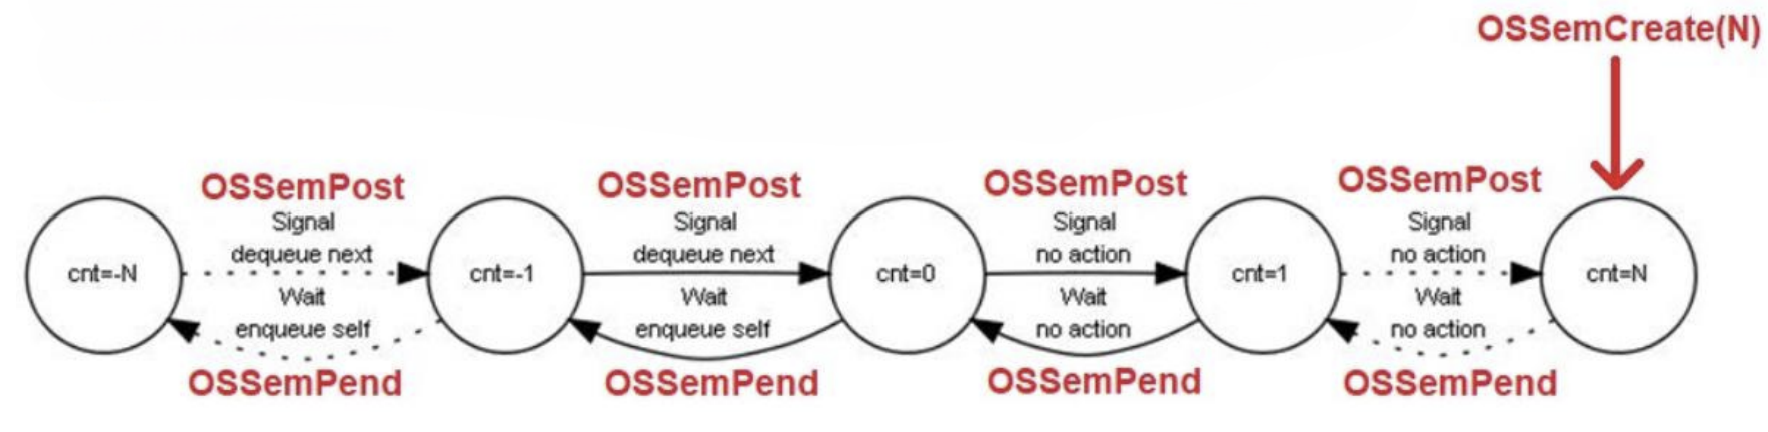 OSSemCreate(N)
OSSemPost
Signal
dequeue next
Wait
enqueue self
OSSemPend
OSSemPost
Signal
dequeue next
Wait
enqueue self
OSSemPend
OSSemPost
Signal
no action
Wait
no action
OSSemPend
OSSemPost
Signal
no action
Wait
no action
OSSemPend
cnt=-N
cnt=-1
cnt=0
cnt=1
cnt=N